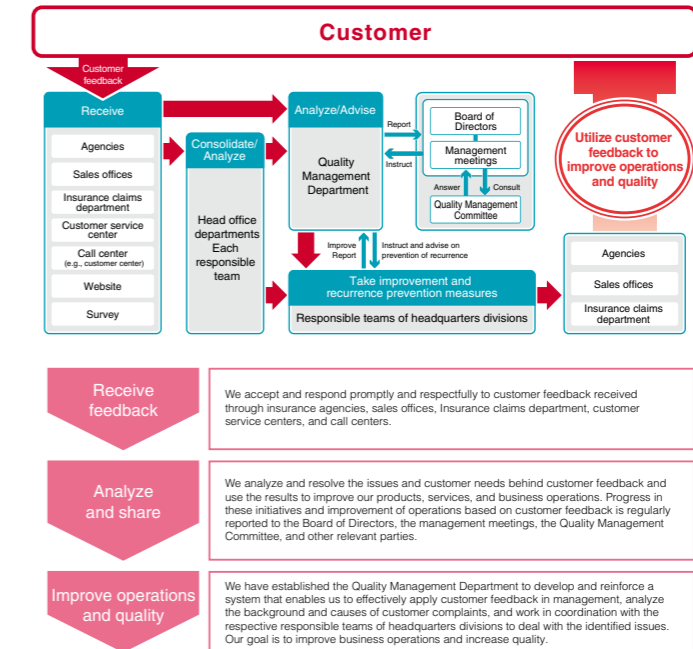 Customer
Customer
feedback
Receive
Agencies
Sales offices
Insurance claims
department
Customer service
center
Call center
(e.g., customer center)
Website
Survey
Consolidate/
Analyze
Head office
departments
Each
responsible
team
Analyze/Advise
Quality
Management
Department
Report
Instruct
Board of
Directors
Management
meetings
Answer
Consult
Quality Management
Committee
Improve
Report
Instruct and advise on
prevention of recurrence
Take improvement and
recurrence prevention measures
Responsible teams of headquarters divisions
Utilize customer
feedback to
improve operations
and quality
Agencies
Sales offices
Insurance claims
department
Receive
feedback
We accept and respond promptly and respectfully to customer feedback received
through insurance agencies, sales offices, Insurance claims department, customer
service centers, and call centers.
Analyze
and share
We analyze and resolve the issues and customer needs behind customer feedback and
use the results to improve our products, services, and business operations. Progress in
these initiatives and improvement of operations based on customer feedback is regularly
reported to the Board of Directors, the management meetings, the Quality Management
Committee, and other relevant parties.
Improve operations
and quality
We have established the Quality Management Department to develop and reinforce a
system that enables us to effectively apply customer feedback in management, analyze
the background and causes of customer complaints, and work in coordination with the
respective responsible teams of headquarters divisions to deal with the identified issues.
Our goal is to improve business operations and increase quality.